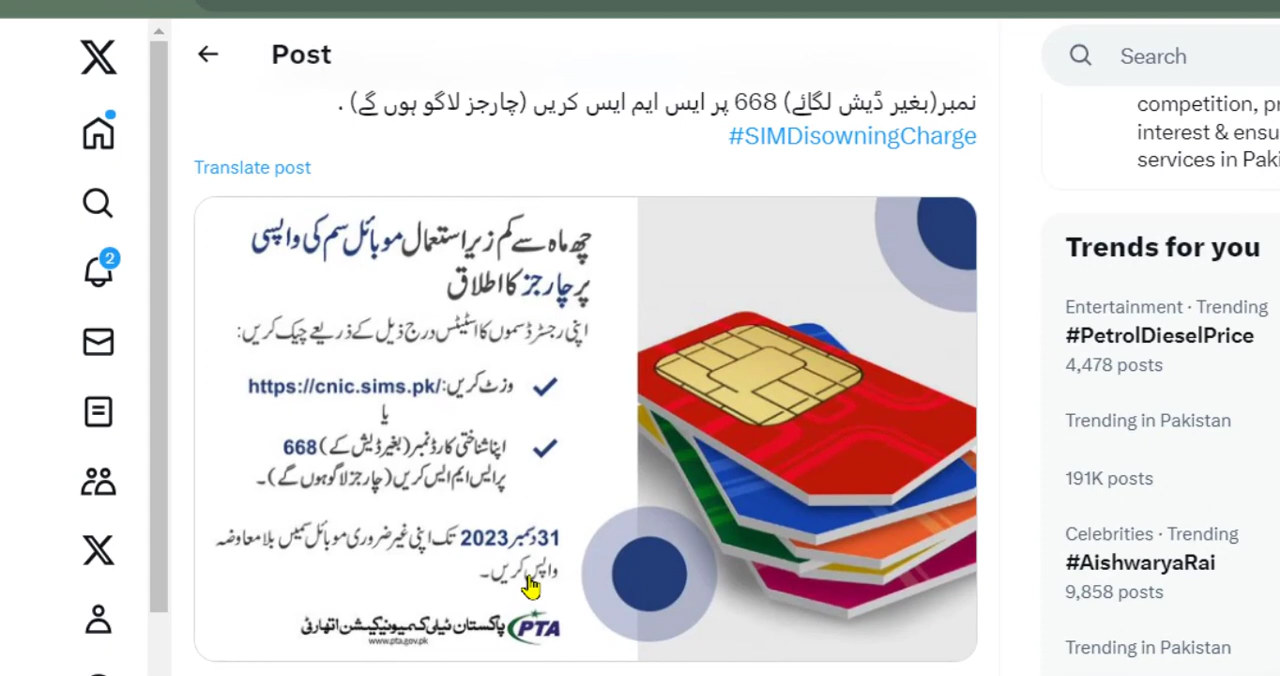 Post
نمبر(بغیر ڈیش لگائے) 668 پر ایس ایم ایس کریں (چارجز لاگو ہوں گے) .
#SIMDisowningCharge
Translate post
چھ ماہ سے کم زیرِاستعمال موبائل سم کی واپسی
پر چارجز کا اطلاق
اپنی رجسٹرڈ سموں کا اسٹیٹس درج ذیل کے ذریعے چیک کریں:
وزٹ کریں: https://cnic.sims.pk/
یا
اپنا شناختی کارڈ نمبر (بغیر ڈیش کے) 668
پر ایس ایم ایس کریں (چارجز لاگو ہوں گے)۔
31 دسمبر 2023 تک اپنی غیر ضروری موبائل سمیں بلا معاوضہ
واپس کریں۔
PTA پاکستان ٹیلی کمیونیکیشن اتھارٹی
www.pta.gov.pk
2
Search
competition, pr
interest & ensu
services in Paki
Trends for you
Entertainment · Trending
#PetrolDieselPrice
4,478 posts
Trending in Pakistan
191K posts
Celebrities · Trending
#AishwaryaRai
9,858 posts
Trending in Pakistan